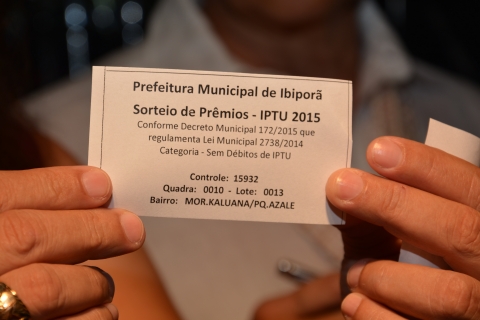 Prefeitura Municipal de Ibiporã
Sorteio de Prêmios - IPTU 2015
Conforme Decreto Municipal 172/2015 que
regulamenta Lei Municipal 2738/2014
Categoria - Sem Débitos de IPTU
Controle: 15932
Quadra: 0010 - Lote: 0013
Bairro: MOR.KALUANA/PQ.AZALE